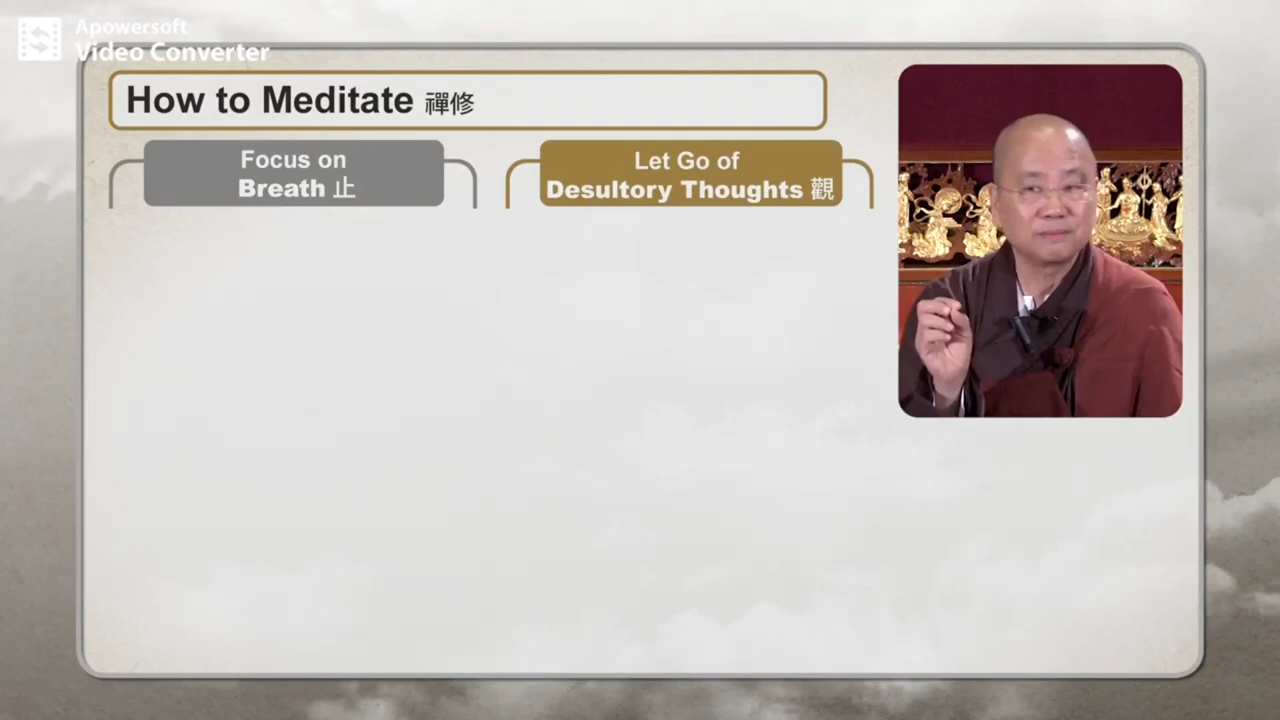 Apowersoft
Video Converter
How to Meditate 禪修
Focus on
Breath 止
Let Go of
Desultory Thoughts 觀